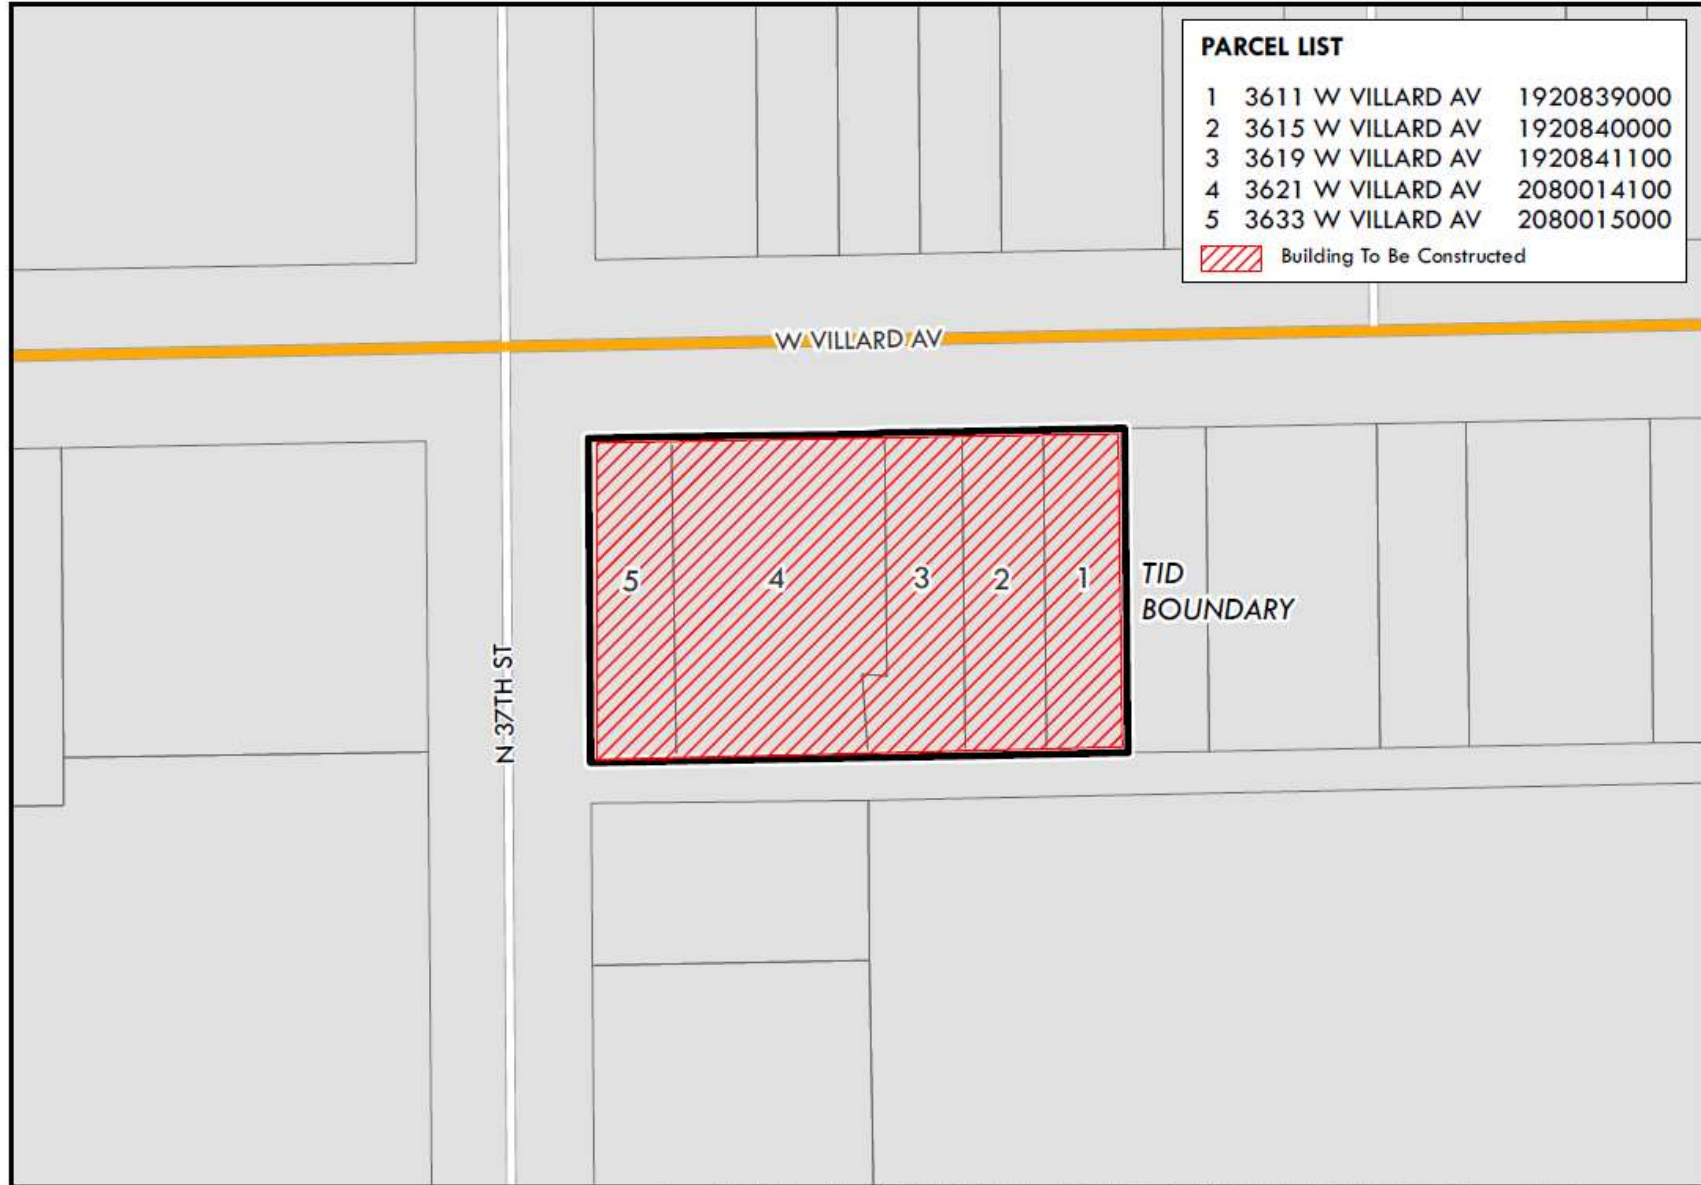 PARCEL LIST
1 3611 W VILLARD AV 1920839000
2 3615 W VILLARD AV 1920840000
3 3619 W VILLARD AV 1920841100
4 3621 W VILLARD AV 2080014100
5 3633 W VILLARD AV 2080015000
Building To Be Constructed
W VILLARD AV
5 4 3 2 1
TID
BOUNDARY
N 37TH ST